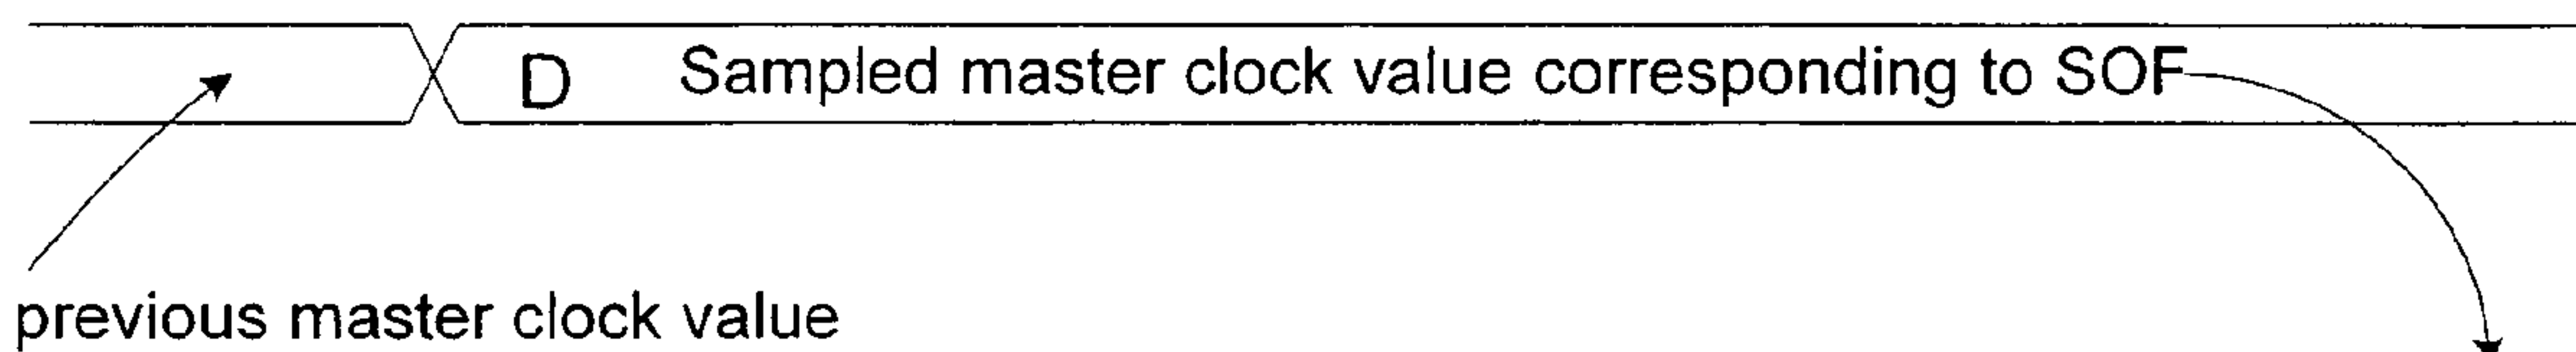 D Sampled master clock value corresponding to SOF
previous master clock value